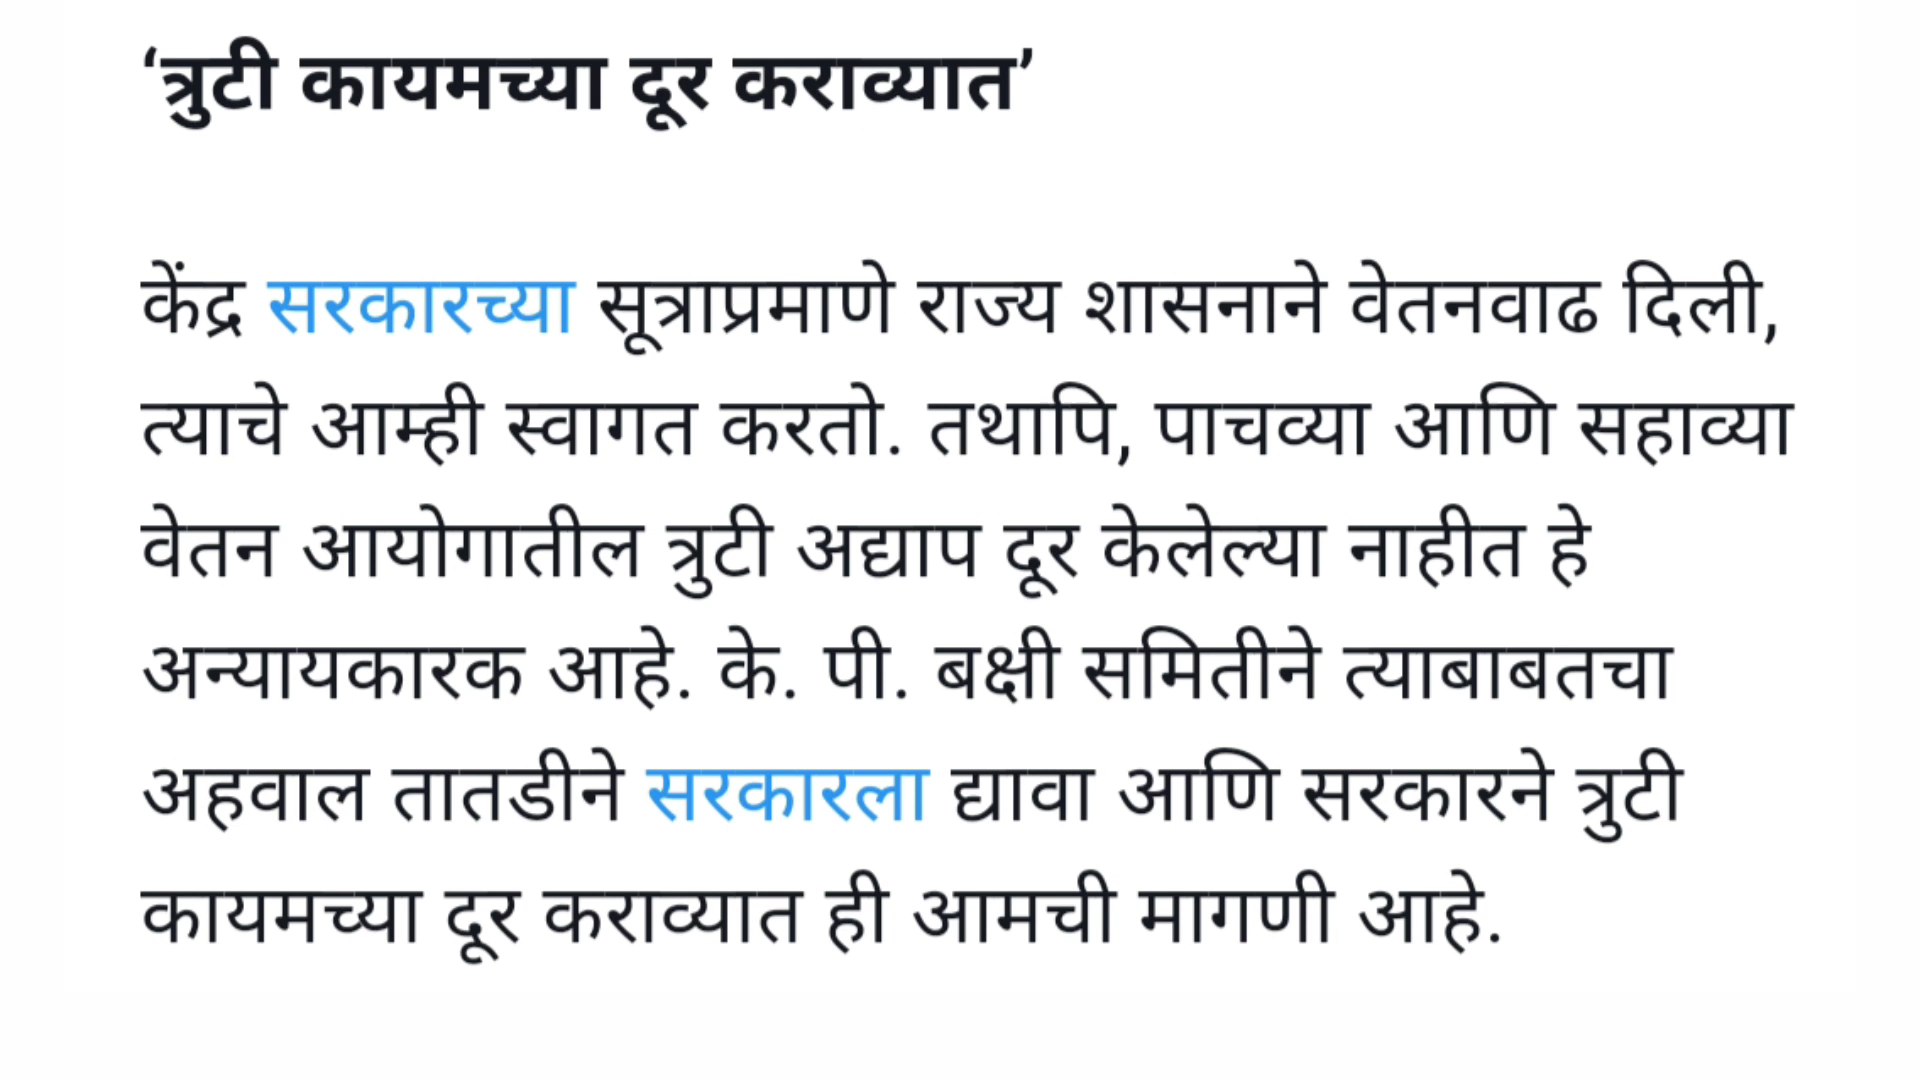 ‘त्रुटी कायमच्या दूर कराव्यात’
केंद्र सरकारच्या सूत्राप्रमाणे राज्य शासनाने वेतनवाढ दिली,
त्याचे आम्ही स्वागत करतो. तथापि, पाचव्या आणि सहाव्या
वेतन आयोगातील त्रुटी अद्याप दूर केलेल्या नाहीत हे
अन्यायकारक आहे. के. पी. बक्षी समितीने त्याबाबतचा
अहवाल तातडीने सरकारला द्यावा आणि सरकारने त्रुटी
कायमच्या दूर कराव्यात ही आमची मागणी आहे.